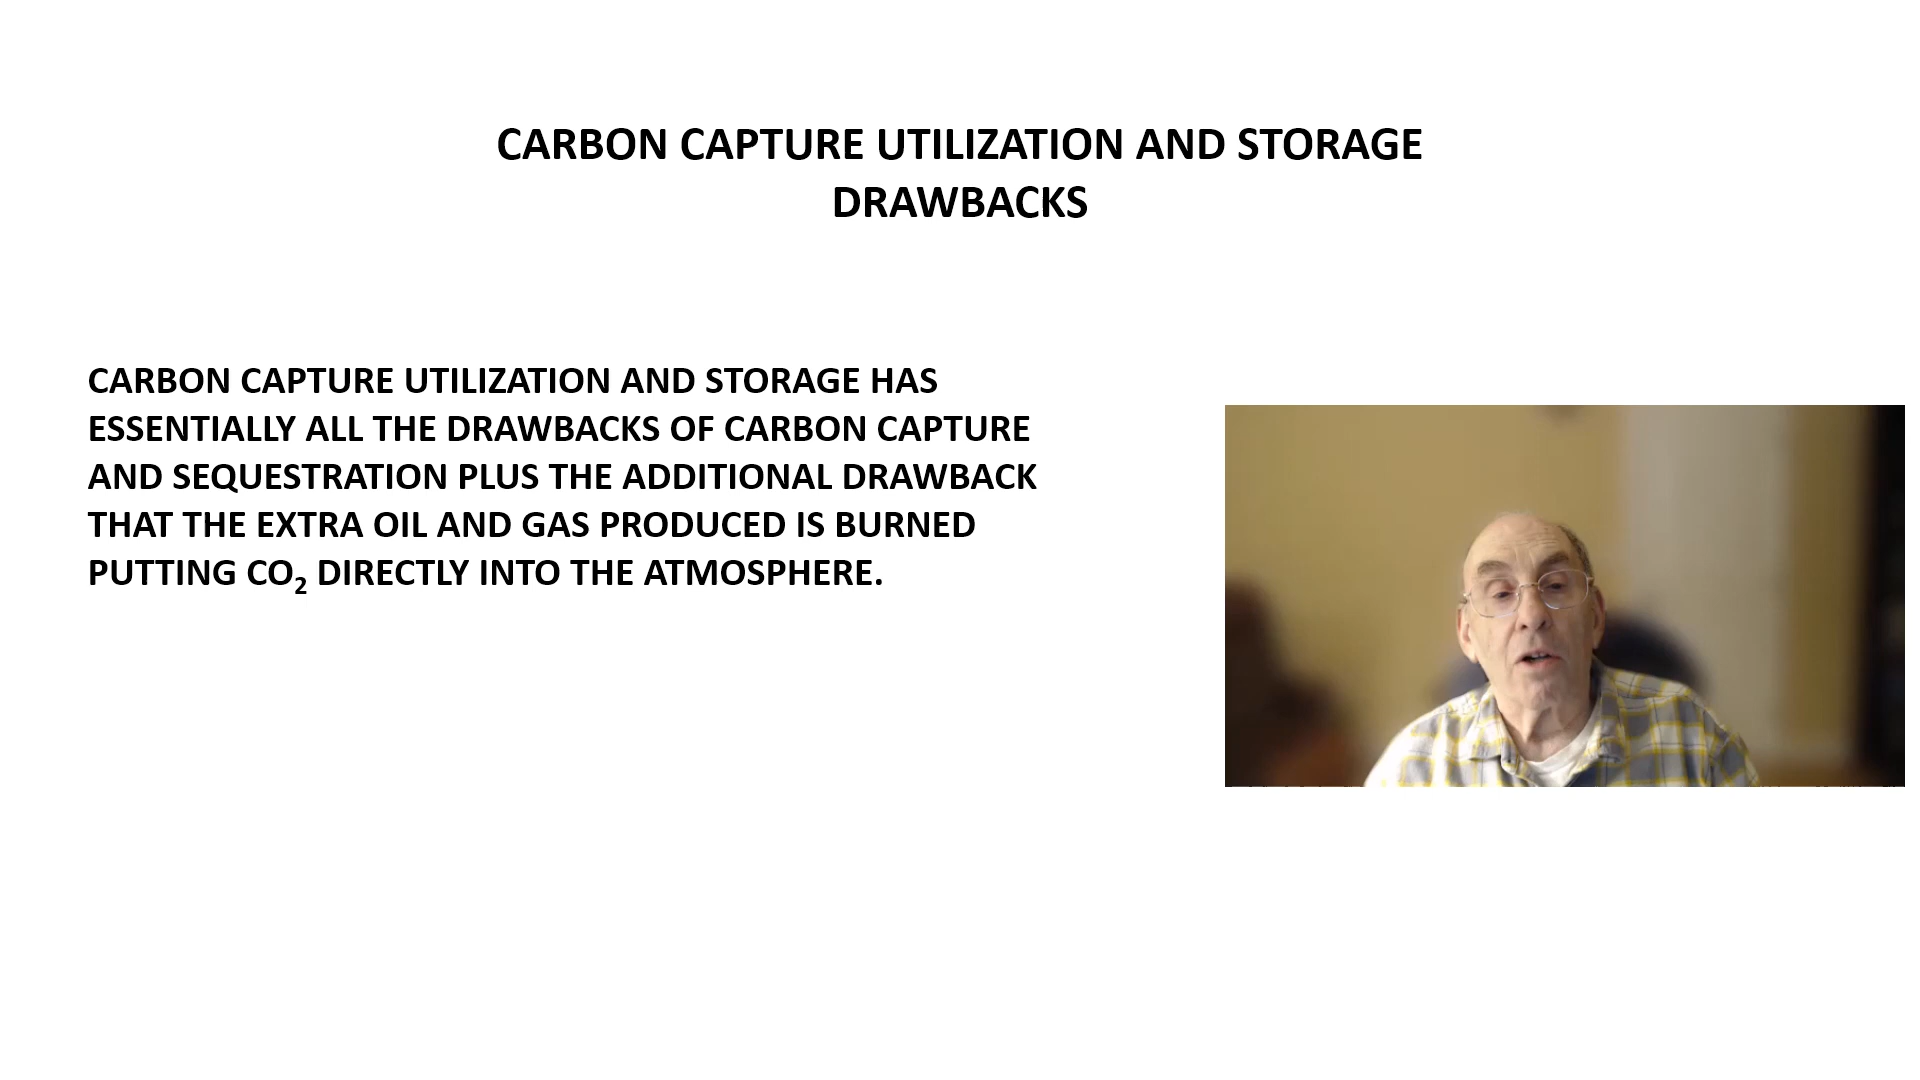 CARBON CAPTURE UTILIZATION AND STORAGE
DRAWBACKS
CARBON CAPTURE UTILIZATION AND STORAGE HAS
ESSENTIALLY ALL THE DRAWBACKS OF CARBON CAPTURE
AND SEQUESTRATION PLUS THE ADDITIONAL DRAWBACK
THAT THE EXTRA OIL AND GAS PRODUCED IS BURNED
PUTTING CO₂ DIRECTLY INTO THE ATMOSPHERE.